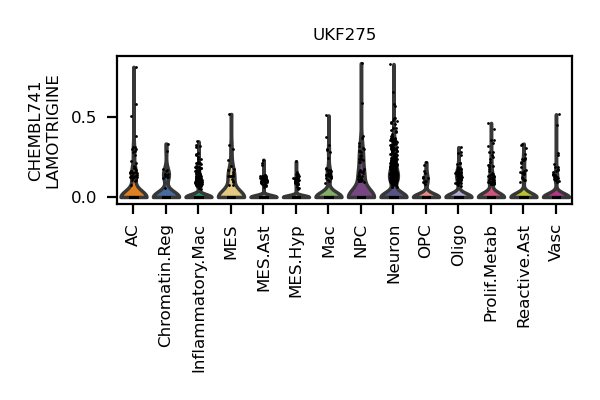 UKF275
CHEMBL741
LAMOTRIGINE
0.5
0.0
AC
Chromatin.Reg
Inflammatory.Mac
MES
MES.Ast
MES.Hyp
Mac
NPC
Neuron
OPC
Oligo
Prolif.Metab
Reactive.Ast
Vasc